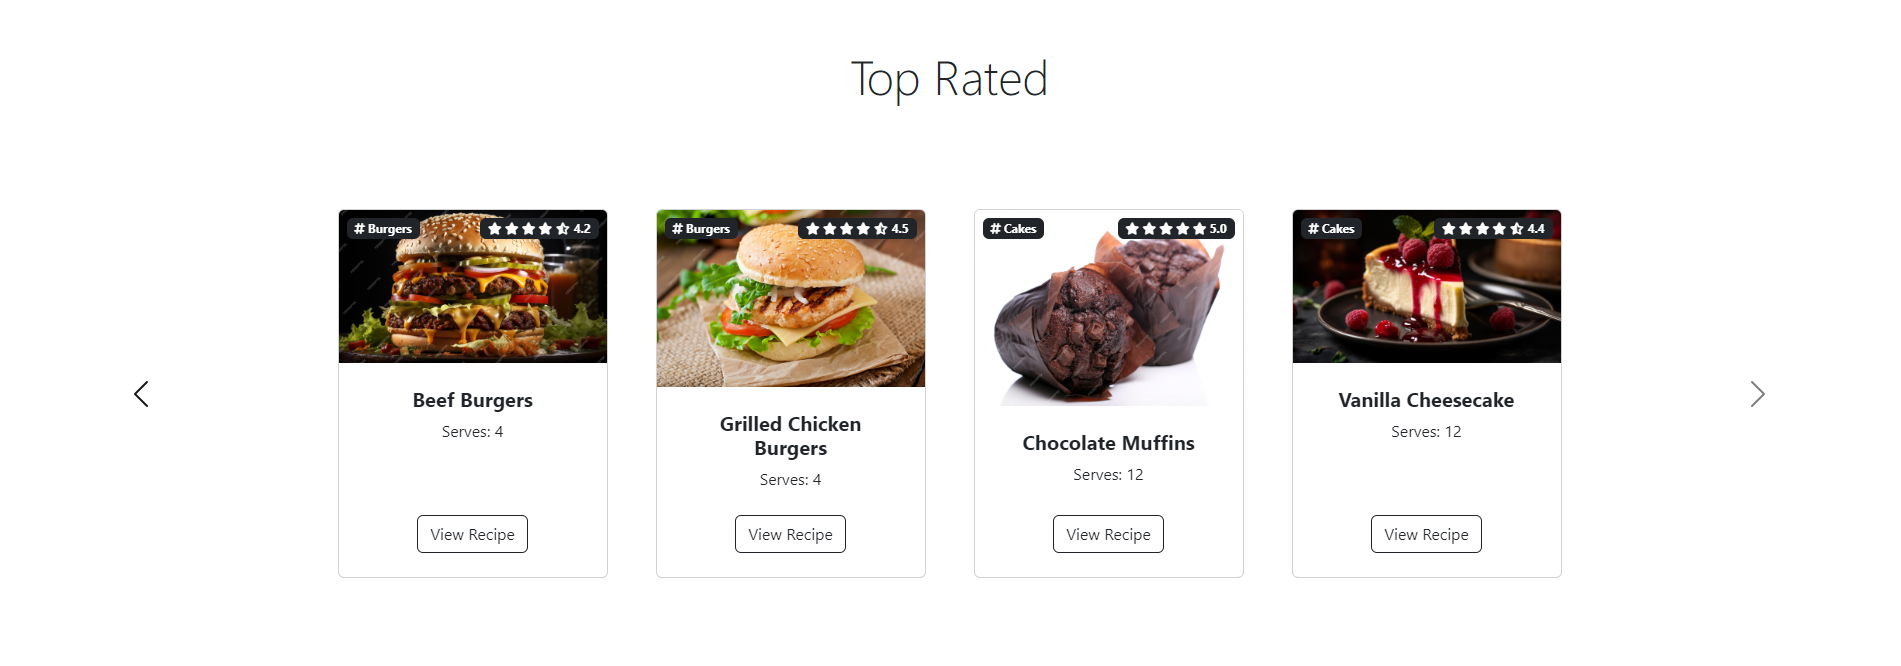 Top Rated
# Burgers
4.2
Beef Burgers
Serves: 4
View Recipe
# Burgers
4.5
Grilled Chicken
Burgers
Serves: 4
View Recipe
# Cakes
5.0
Chocolate Muffins
Serves: 12
View Recipe
# Cakes
4.4
Vanilla Cheesecake
Serves: 12
View Recipe